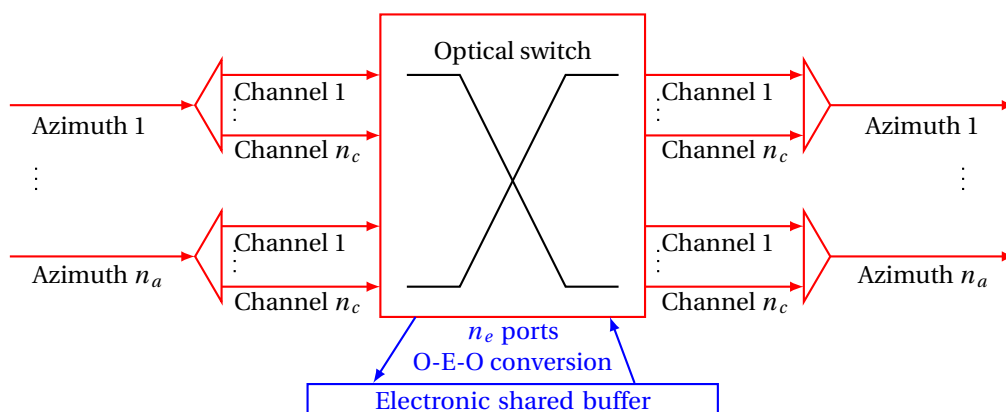 Optical switch
Channel 1
Channel 1
Azimuth 1
Azimuth 1
Channel n_c
Channel n_c
Channel 1
Channel 1
Azimuth n_a
Azimuth n_a
Channel n_c
Channel n_c
n_e ports
O-E-O conversion
Electronic shared buffer